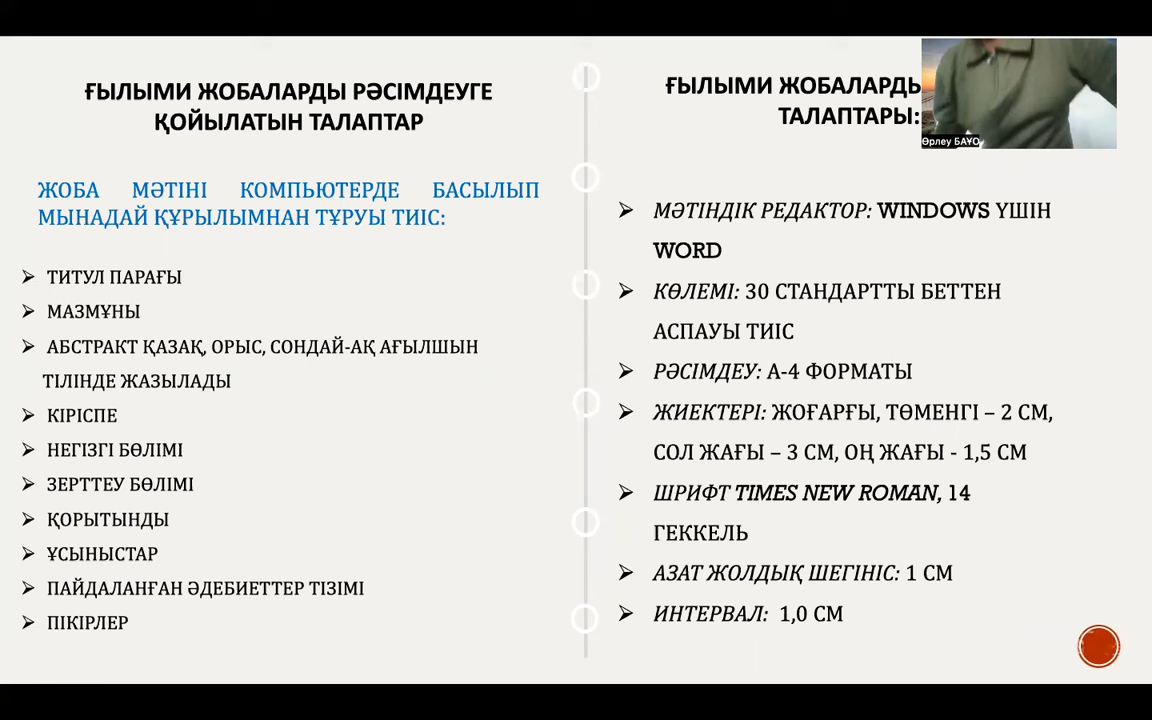 ҒЫЛЫМИ ЖОБАЛАРДЫ РӘСІМДЕУГЕ
ҚОЙЫЛАТЫН ТАЛАПТАР
ЖОБА МӘТІНІ КОМПЬЮТЕРДЕ БАСЫЛЫП
МЫНАДАЙ ҚҰРЫЛЫМНАН ТҰРУЫ ТИІС:
➢ ТИТУЛ ПАРАҒЫ
➢ МАЗМҰНЫ
➢ АБСТРАКТ ҚАЗАҚ, ОРЫС, СОНДАЙ-АҚ АҒЫЛШЫН
ТІЛІНДЕ ЖАЗЫЛАДЫ
➢ КІРІСПЕ
➢ НЕГІЗГІ БӨЛІМІ
➢ ЗЕРТТЕУ БӨЛІМІ
➢ ҚОРЫТЫНДЫ
➢ ҰСЫНЫСТАР
➢ ПАЙДАЛАНҒАН ӘДЕБИЕТТЕР ТІЗІМІ
➢ ПІКІРЛЕР
ҒЫЛЫМИ ЖОБАЛАРДЫ
ТАЛАПТАРЫ:
Өрлеу БАҰО
➢ МӘТІНДІК РЕДАКТОР: WINDOWS ҮШІН
WORD
➢ КӨЛЕМІ: 30 СТАНДАРТТЫ БЕТТЕН
АСПАУЫ ТИІС
➢ РӘСІМДЕУ: А-4 ФОРМАТЫ
➢ ЖИЕКТЕРІ: ЖОҒАРҒЫ, ТӨМЕНГІ – 2 СМ,
СОЛ ЖАҒЫ – 3 СМ, ОҢ ЖАҒЫ - 1,5 СМ
➢ ШРИФТ TIMES NEW ROMAN, 14
ГЕККЕЛЬ
➢ АЗАТ ЖОЛДЫҚ ШЕГІНІС: 1 СМ
➢ ИНТЕРВАЛ: 1,0 СМ